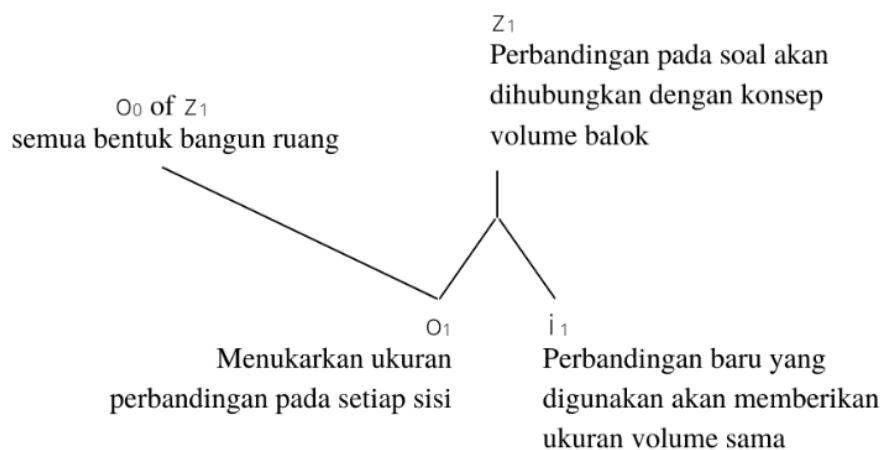 O₀ of Z₁
semua bentuk bangun ruang
Z₁
Perbandingan pada soal akan
dihubungkan dengan konsep
volume balok
O₁
Menukarkan ukuran
perbandingan pada setiap sisi
i₁
Perbandingan baru yang
digunakan akan memberikan
ukuran volume sama